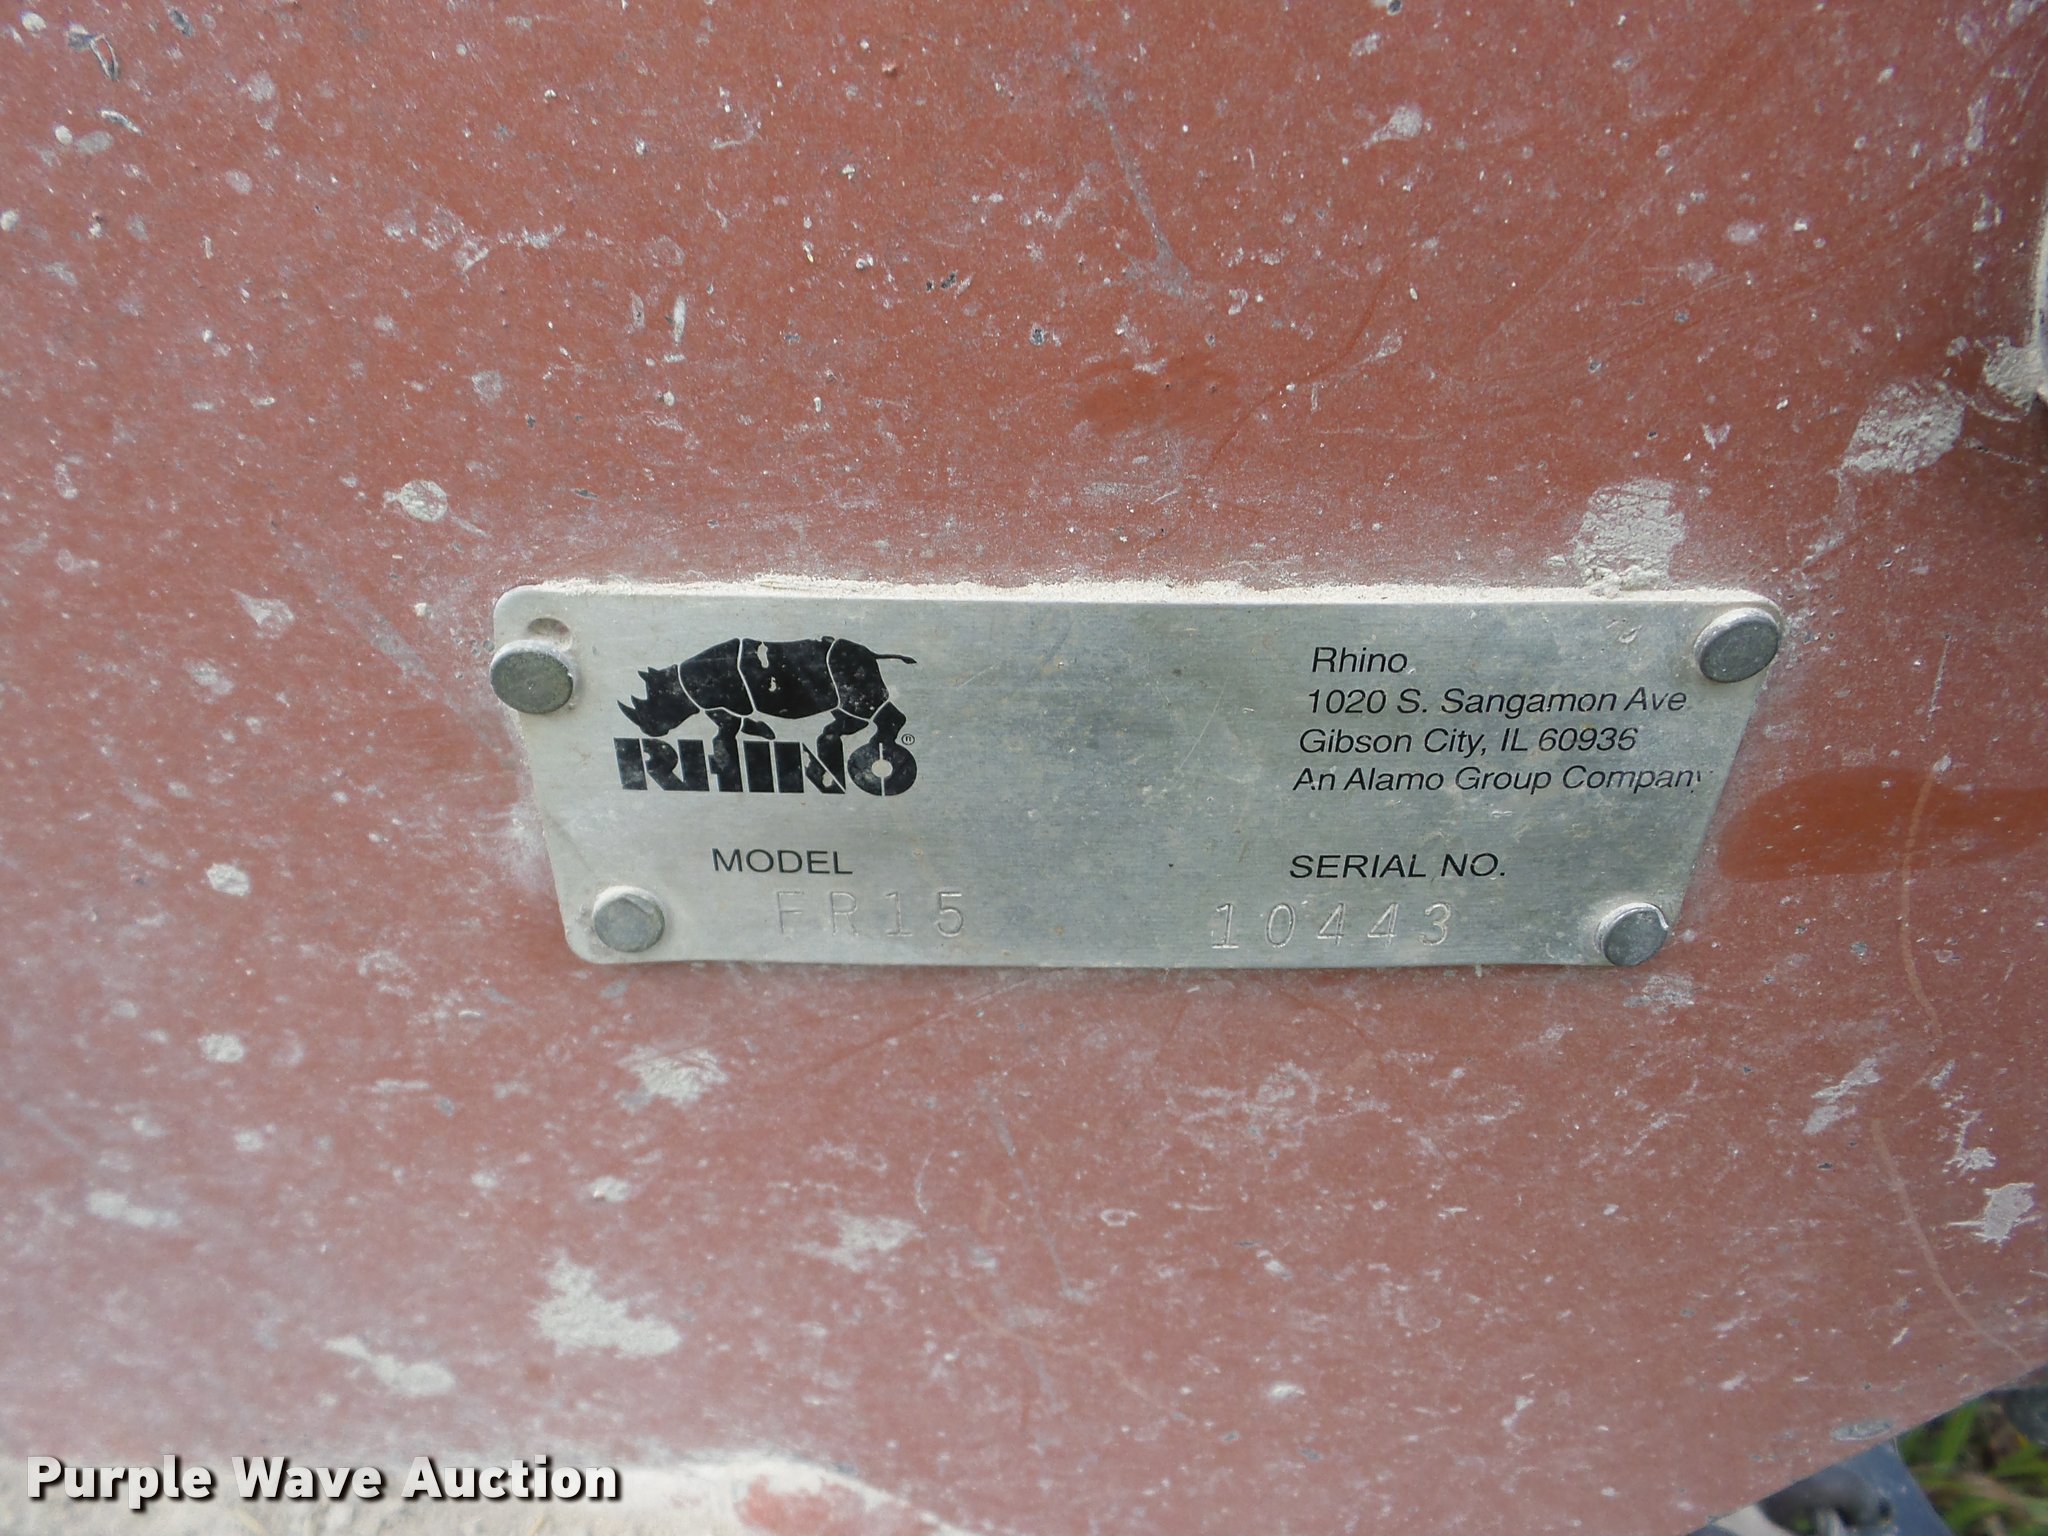 RHINO®
Rhino
1020 S. Sangamon Ave
Gibson City, IL 60936
An Alamo Group Company
MODEL
FR15
SERIAL NO.
10443
Purple Wave Auction